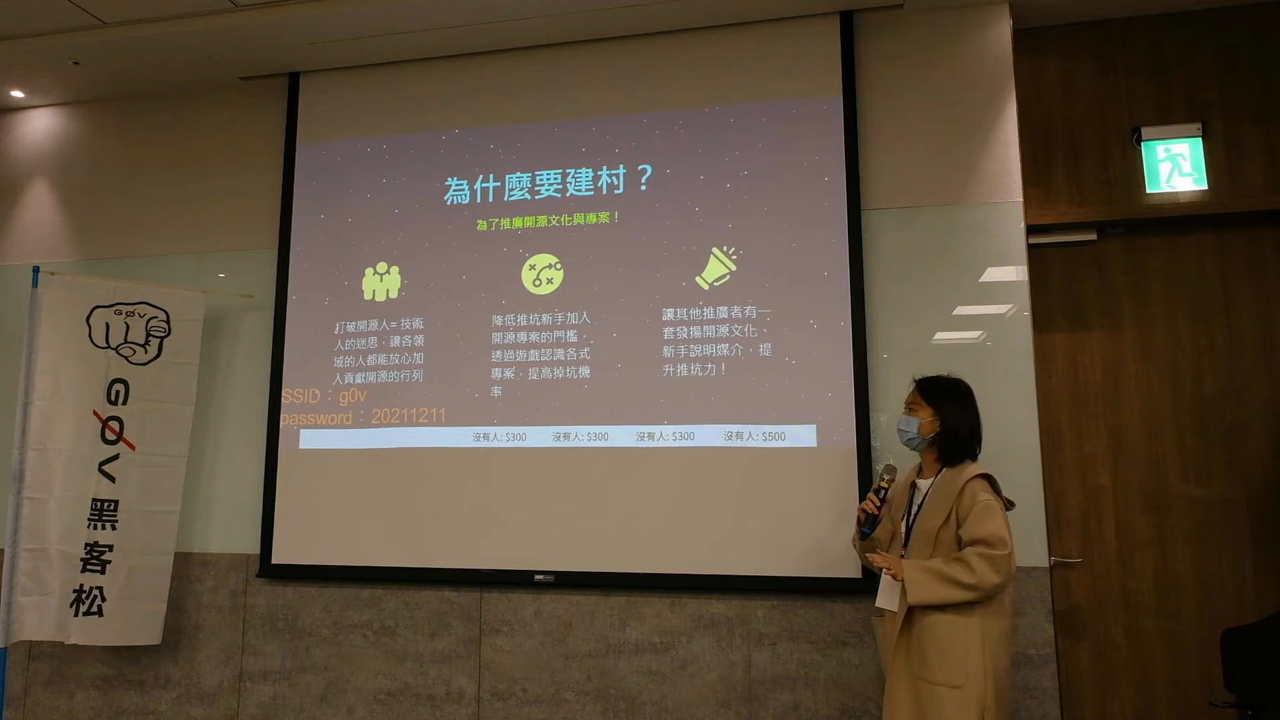 為什麼要建村？
為了推廣開源文化與專案！
打破開源人= 技術
人的迷思，讓各領
域的人都能放心加
入貢獻開源的行列
降低推坑新手加入
開源專案的門檻，
透過遊戲認識各式
專案，提高掉坑機
率
讓其他推廣者有一
套發揚開源文化、
新手說明媒介，提
升推坑力！
SSID：g0v
password：20211211
沒有人: $300
沒有人: $300
沒有人: $300
沒有人: $500
G0V
G0V黑客松